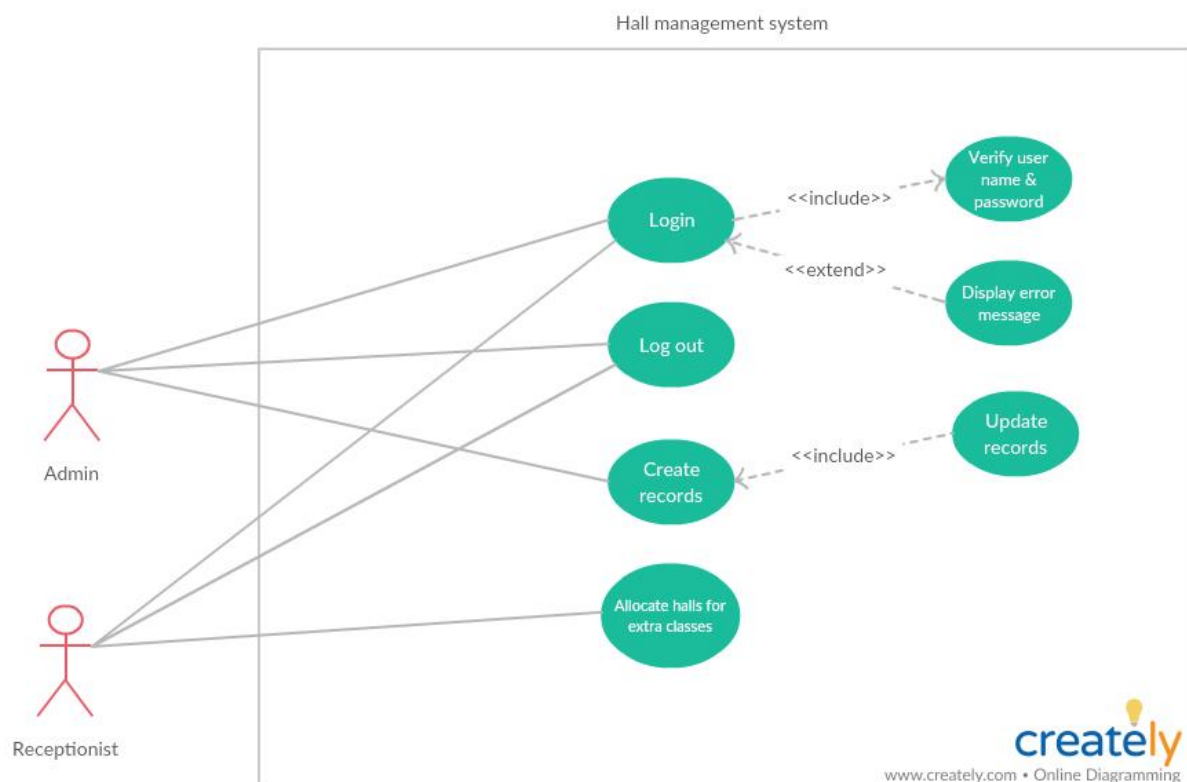 Hall management system
Verify user
name &
password
<<include>>
Login
<<extend>>
Display error
message
Log out
Admin
Update
records
<<include>>
Create
records
Allocate halls for
extra classes
Receptionist
creately
www.creately.com • Online Diagramming